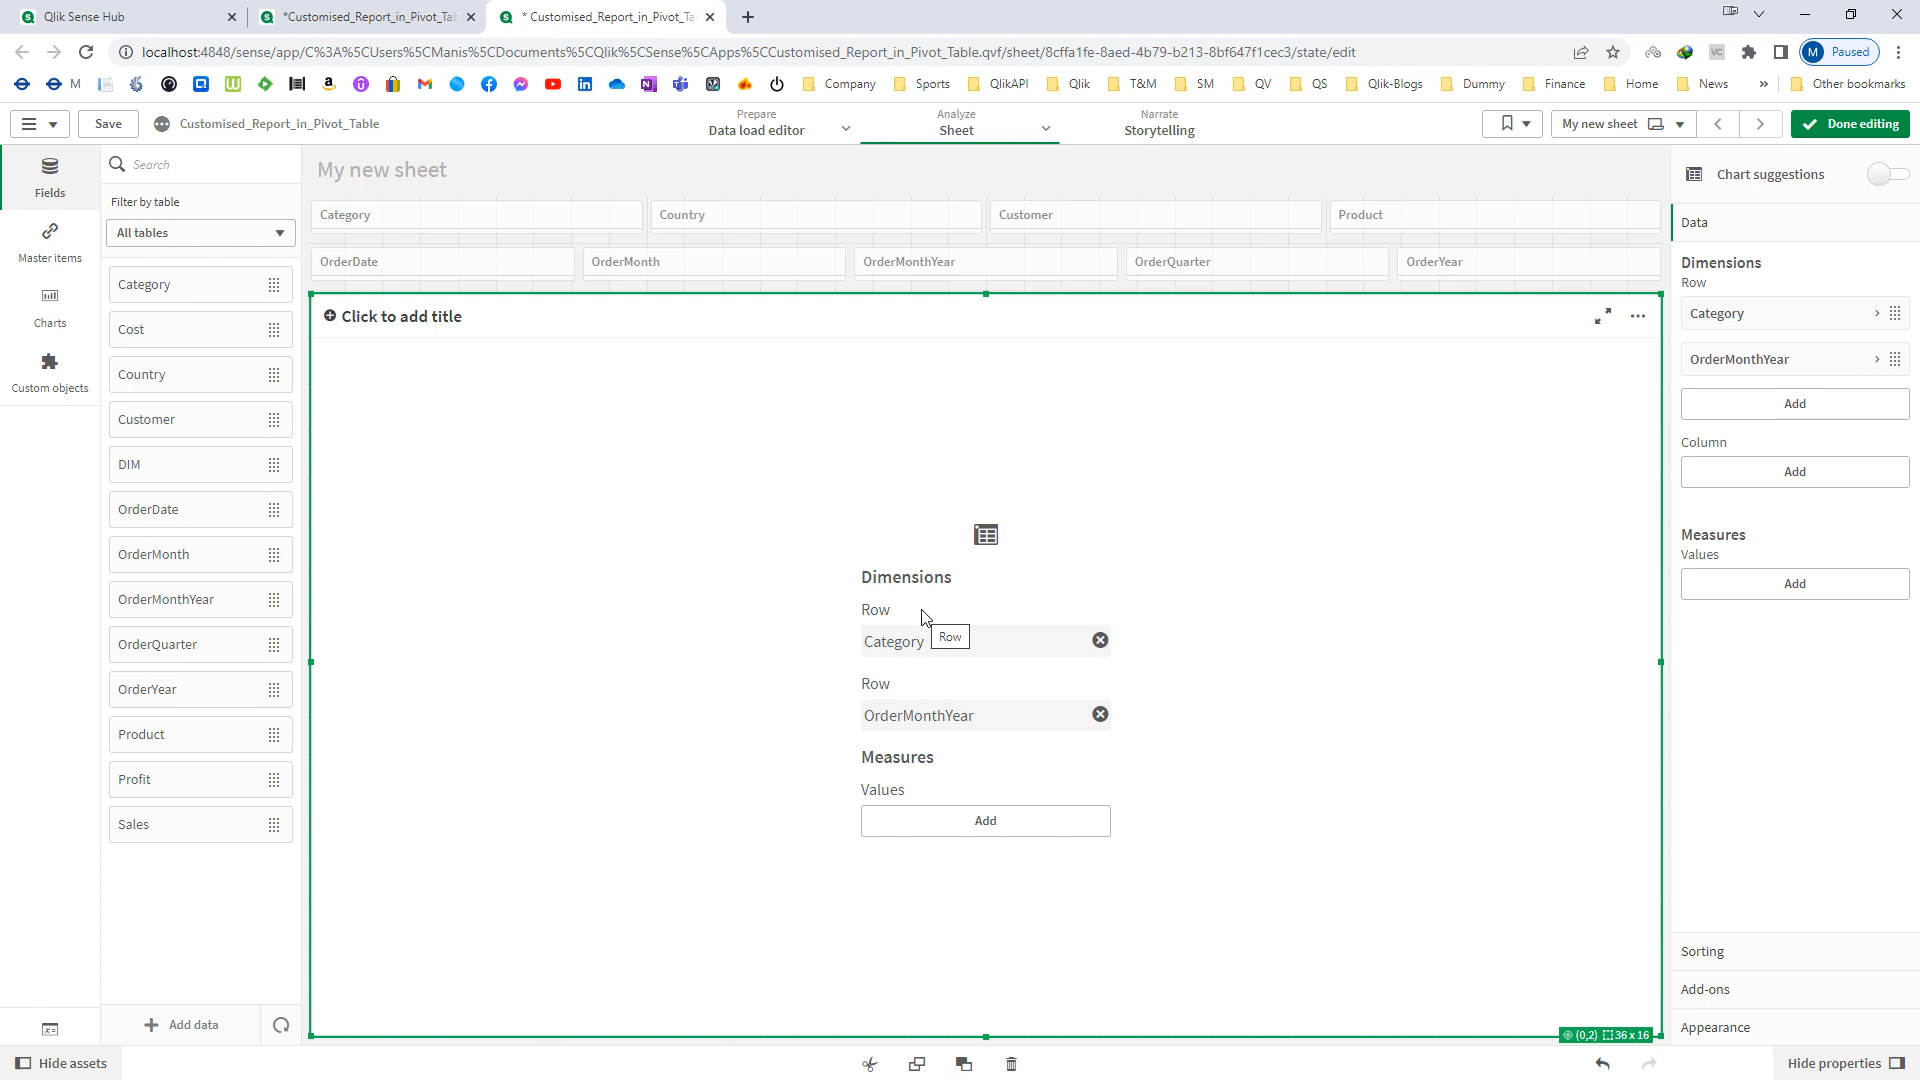 Qlik Sense Hub
*Customised_Report_in_Pivot_Tab
* Customised_Report_in_Pivot_Ta
localhost:4848/sense/app/C%3A%5CUsers%5CManis%5CDocuments%5CQlik%5CSense%5CApps%5CCustomised_Report_in_Pivot_Table.qvf/sheet/8cffa1fe-8aed-4b79-b213-8bf647f1cec3/state/edit
M Paused
M
Company
Sports
QlikAPI
Qlik
T&M
SM
QV
QS
Qlik-Blogs
Dummy
Finance
Home
News
»
Other bookmarks
Save
Customised_Report_in_Pivot_Table
Prepare
Data load editor
Analyze
Sheet
Narrate
Storytelling
My new sheet
Done editing
Fields
Master items
Charts
Custom objects
Search
Filter by table
All tables
Category
Cost
Country
Customer
DIM
OrderDate
OrderMonth
OrderMonthYear
OrderQuarter
OrderYear
Product
Profit
Sales
Add data
Hide assets
My new sheet
Category
Country
Customer
Product
OrderDate
OrderMonth
OrderMonthYear
OrderQuarter
OrderYear
Click to add title
Dimensions
Row
Category
Row
Row
OrderMonthYear
Measures
Values
Add
(0,2) 36 x 16
Chart suggestions
Data
Dimensions
Row
Category
OrderMonthYear
Add
Column
Add
Measures
Values
Add
Sorting
Add-ons
Appearance
Hide properties